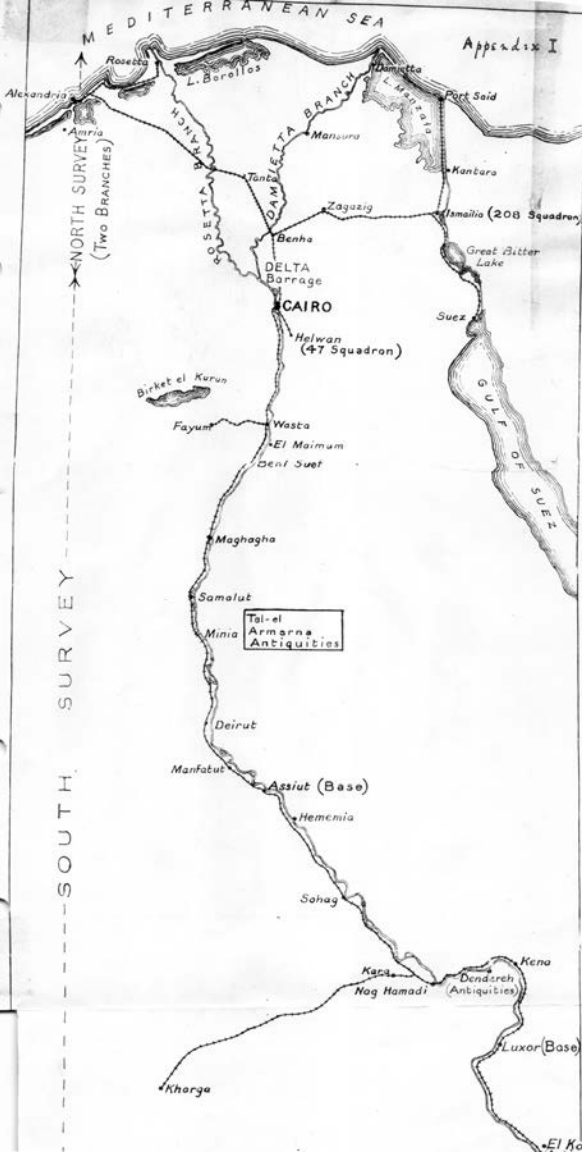 MEDITERRANEAN SEA
Appendix I
Rosetta
L. Borollos
Damietta
Alexandria
L. Manzala
Port Said
Amria
ROSETTA BRANCH
DAMIETTA BRANCH
Mansura
NORTH SURVEY
(Two Branches)
Tanta
Kantara
Zagazig
Ismailia (208 Squadron)
Benha
Great Bitter
Lake
DELTA
Barrage
CAIRO
Suez
Helwan
(47 Squadron)
GULF OF SUEZ
Birket el Kurun
Fayum
Wasta
El Maimum
Beni Suef
Maghagha
SOUTH SURVEY
Samalut
Tal-el
Armarna
Antiquities
Minia
Deirut
Manfatut
Assiut (Base)
Hememia
Sohag
Kara
Kena
Nag Hamadi
Dendereh
(Antiquities)
Luxor (Base)
Kharga
El Ko